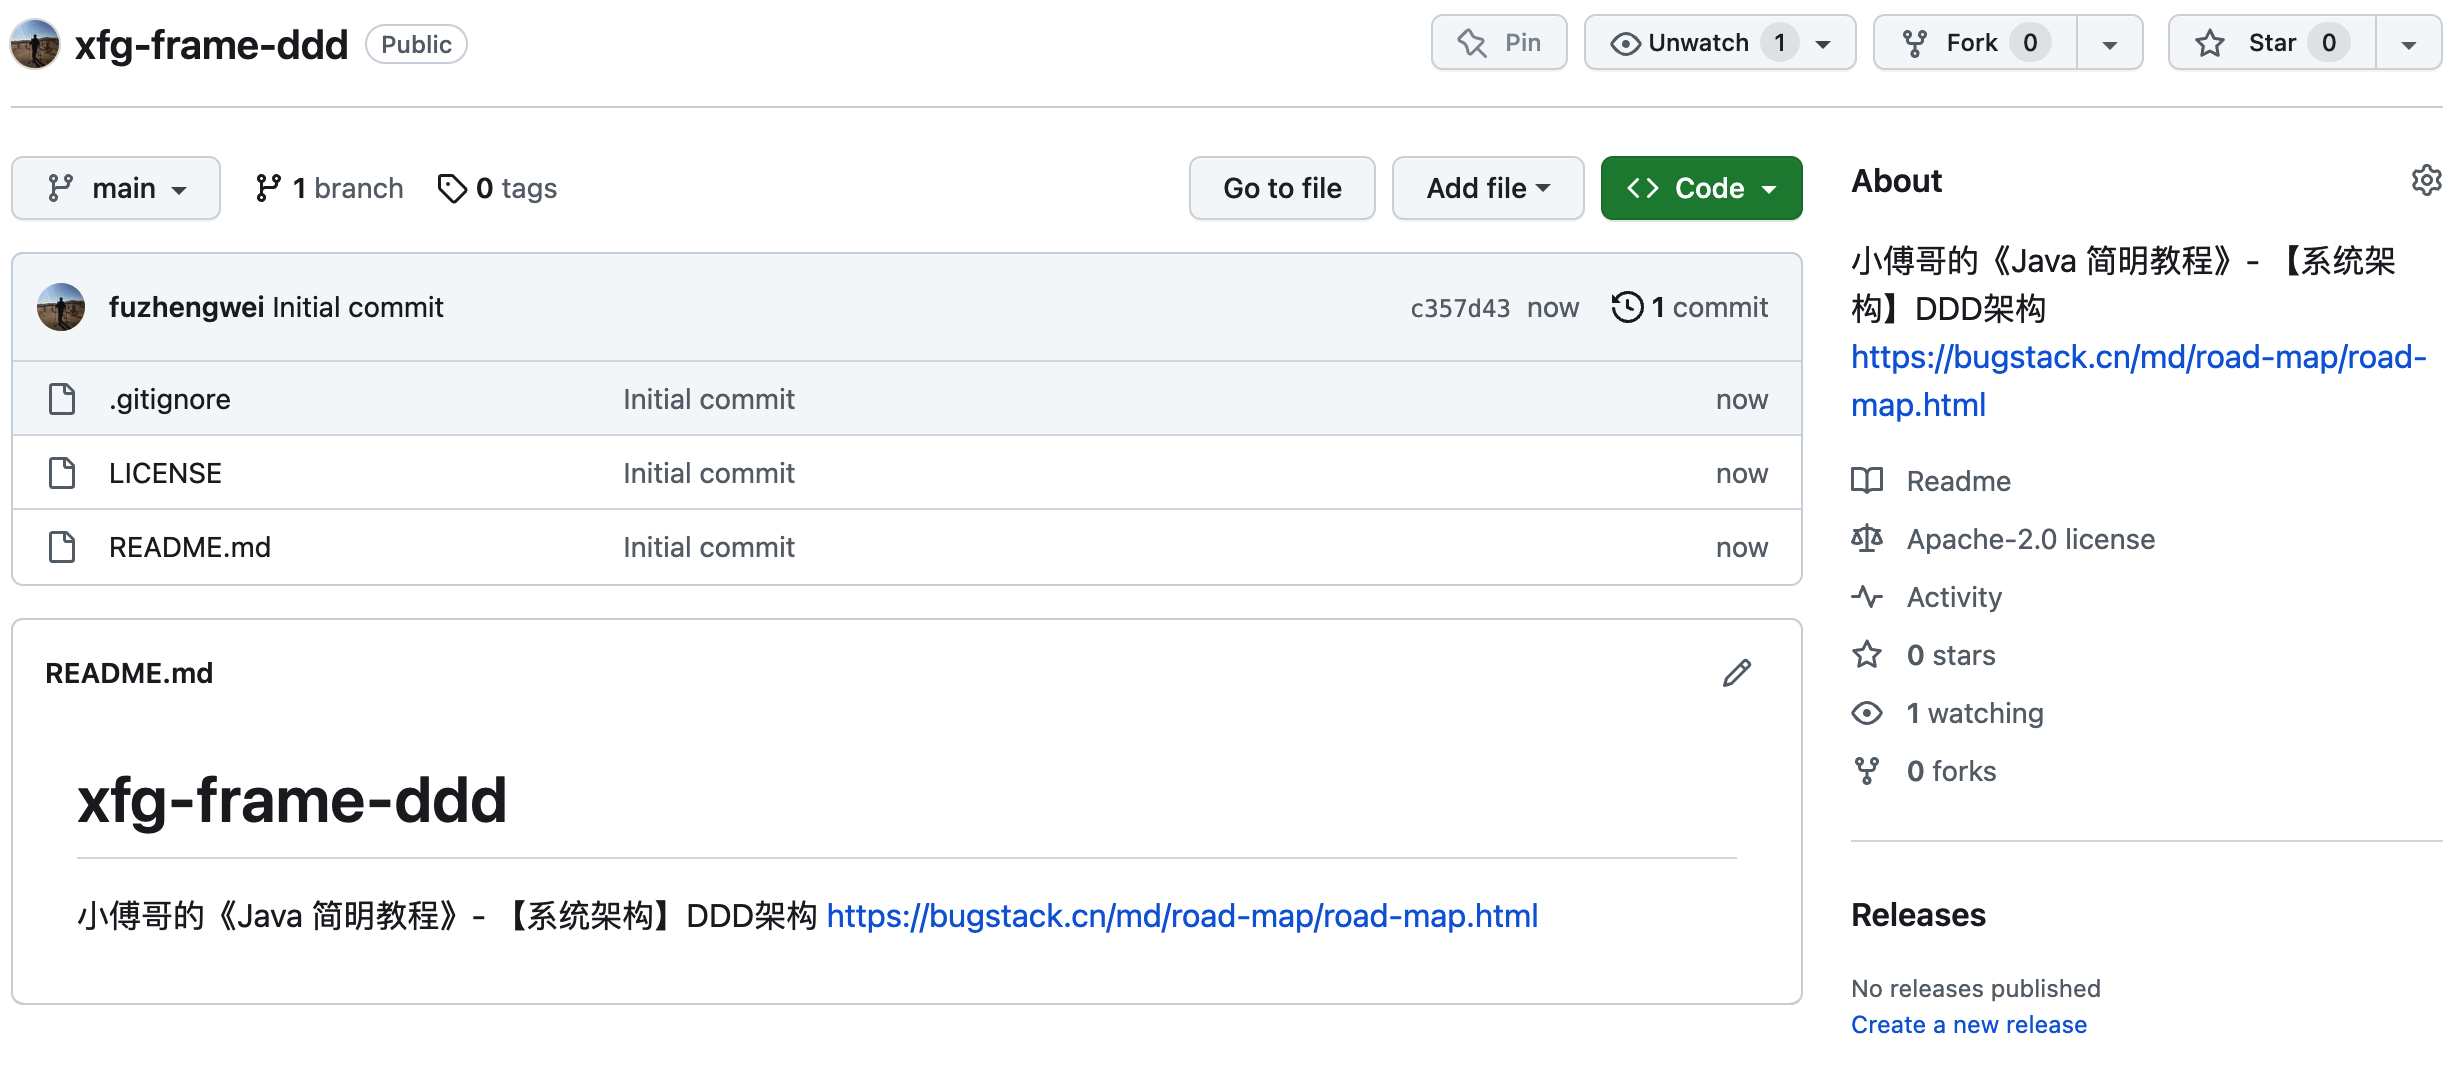 xfg-frame-ddd Public Pin Unwatch 1 Fork 0 Star 0
main 1 branch 0 tags Go to file Add file Code
fuzhengwei Initial commit c357d43 now 1 commit
.gitignore Initial commit now
LICENSE Initial commit now
README.md Initial commit now
README.md
xfg-frame-ddd
小傅哥的《Java 简明教程》- 【系统架构】DDD架构 https://bugstack.cn/md/road-map/road-map.html
About
小傅哥的《Java 简明教程》- 【系统架
构】DDD架构
https://bugstack.cn/md/road-map/road-
map.html
Readme
Apache-2.0 license
Activity
0 stars
1 watching
0 forks
Releases
No releases published
Create a new release